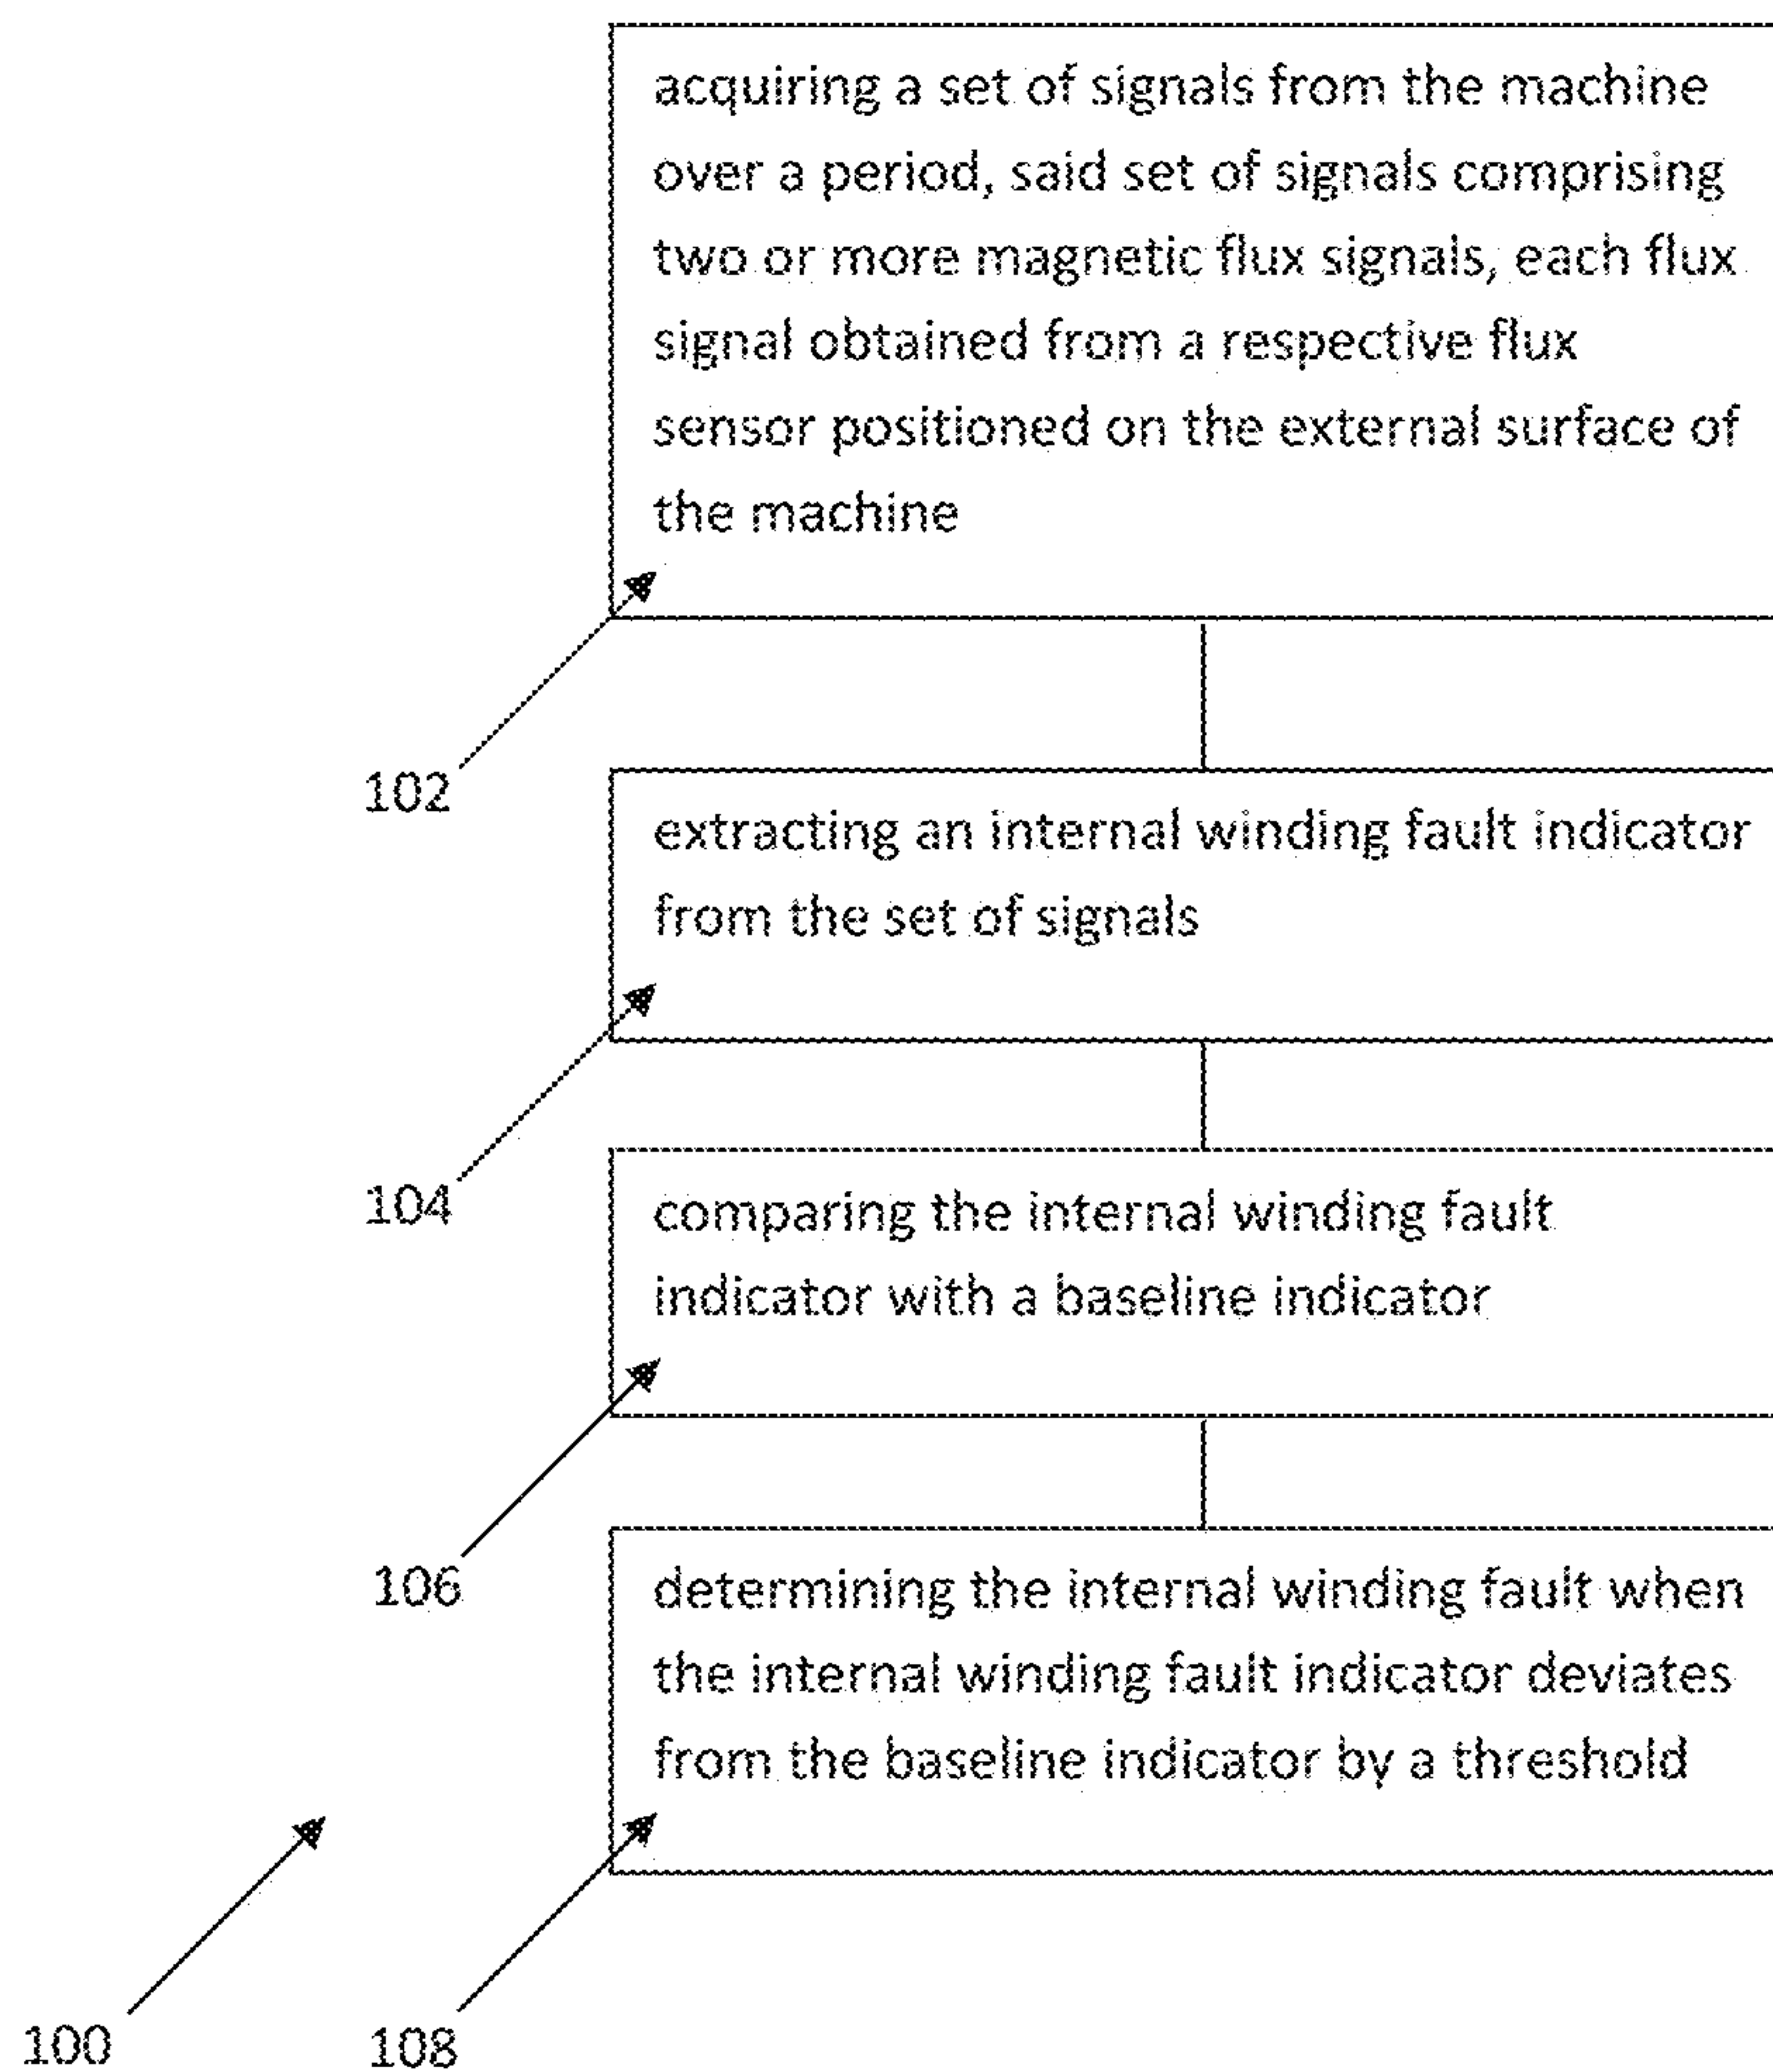 acquiring a set of signals from the machine
over a period, said set of signals comprising
two or more magnetic flux signals, each flux
signal obtained from a respective flux
sensor positioned on the external surface of
the machine
102
extracting an internal winding fault indicator
from the set of signals
104
comparing the internal winding fault
indicator with a baseline indicator
106
determining the internal winding fault when
the internal winding fault indicator deviates
from the baseline indicator by a threshold
100
108